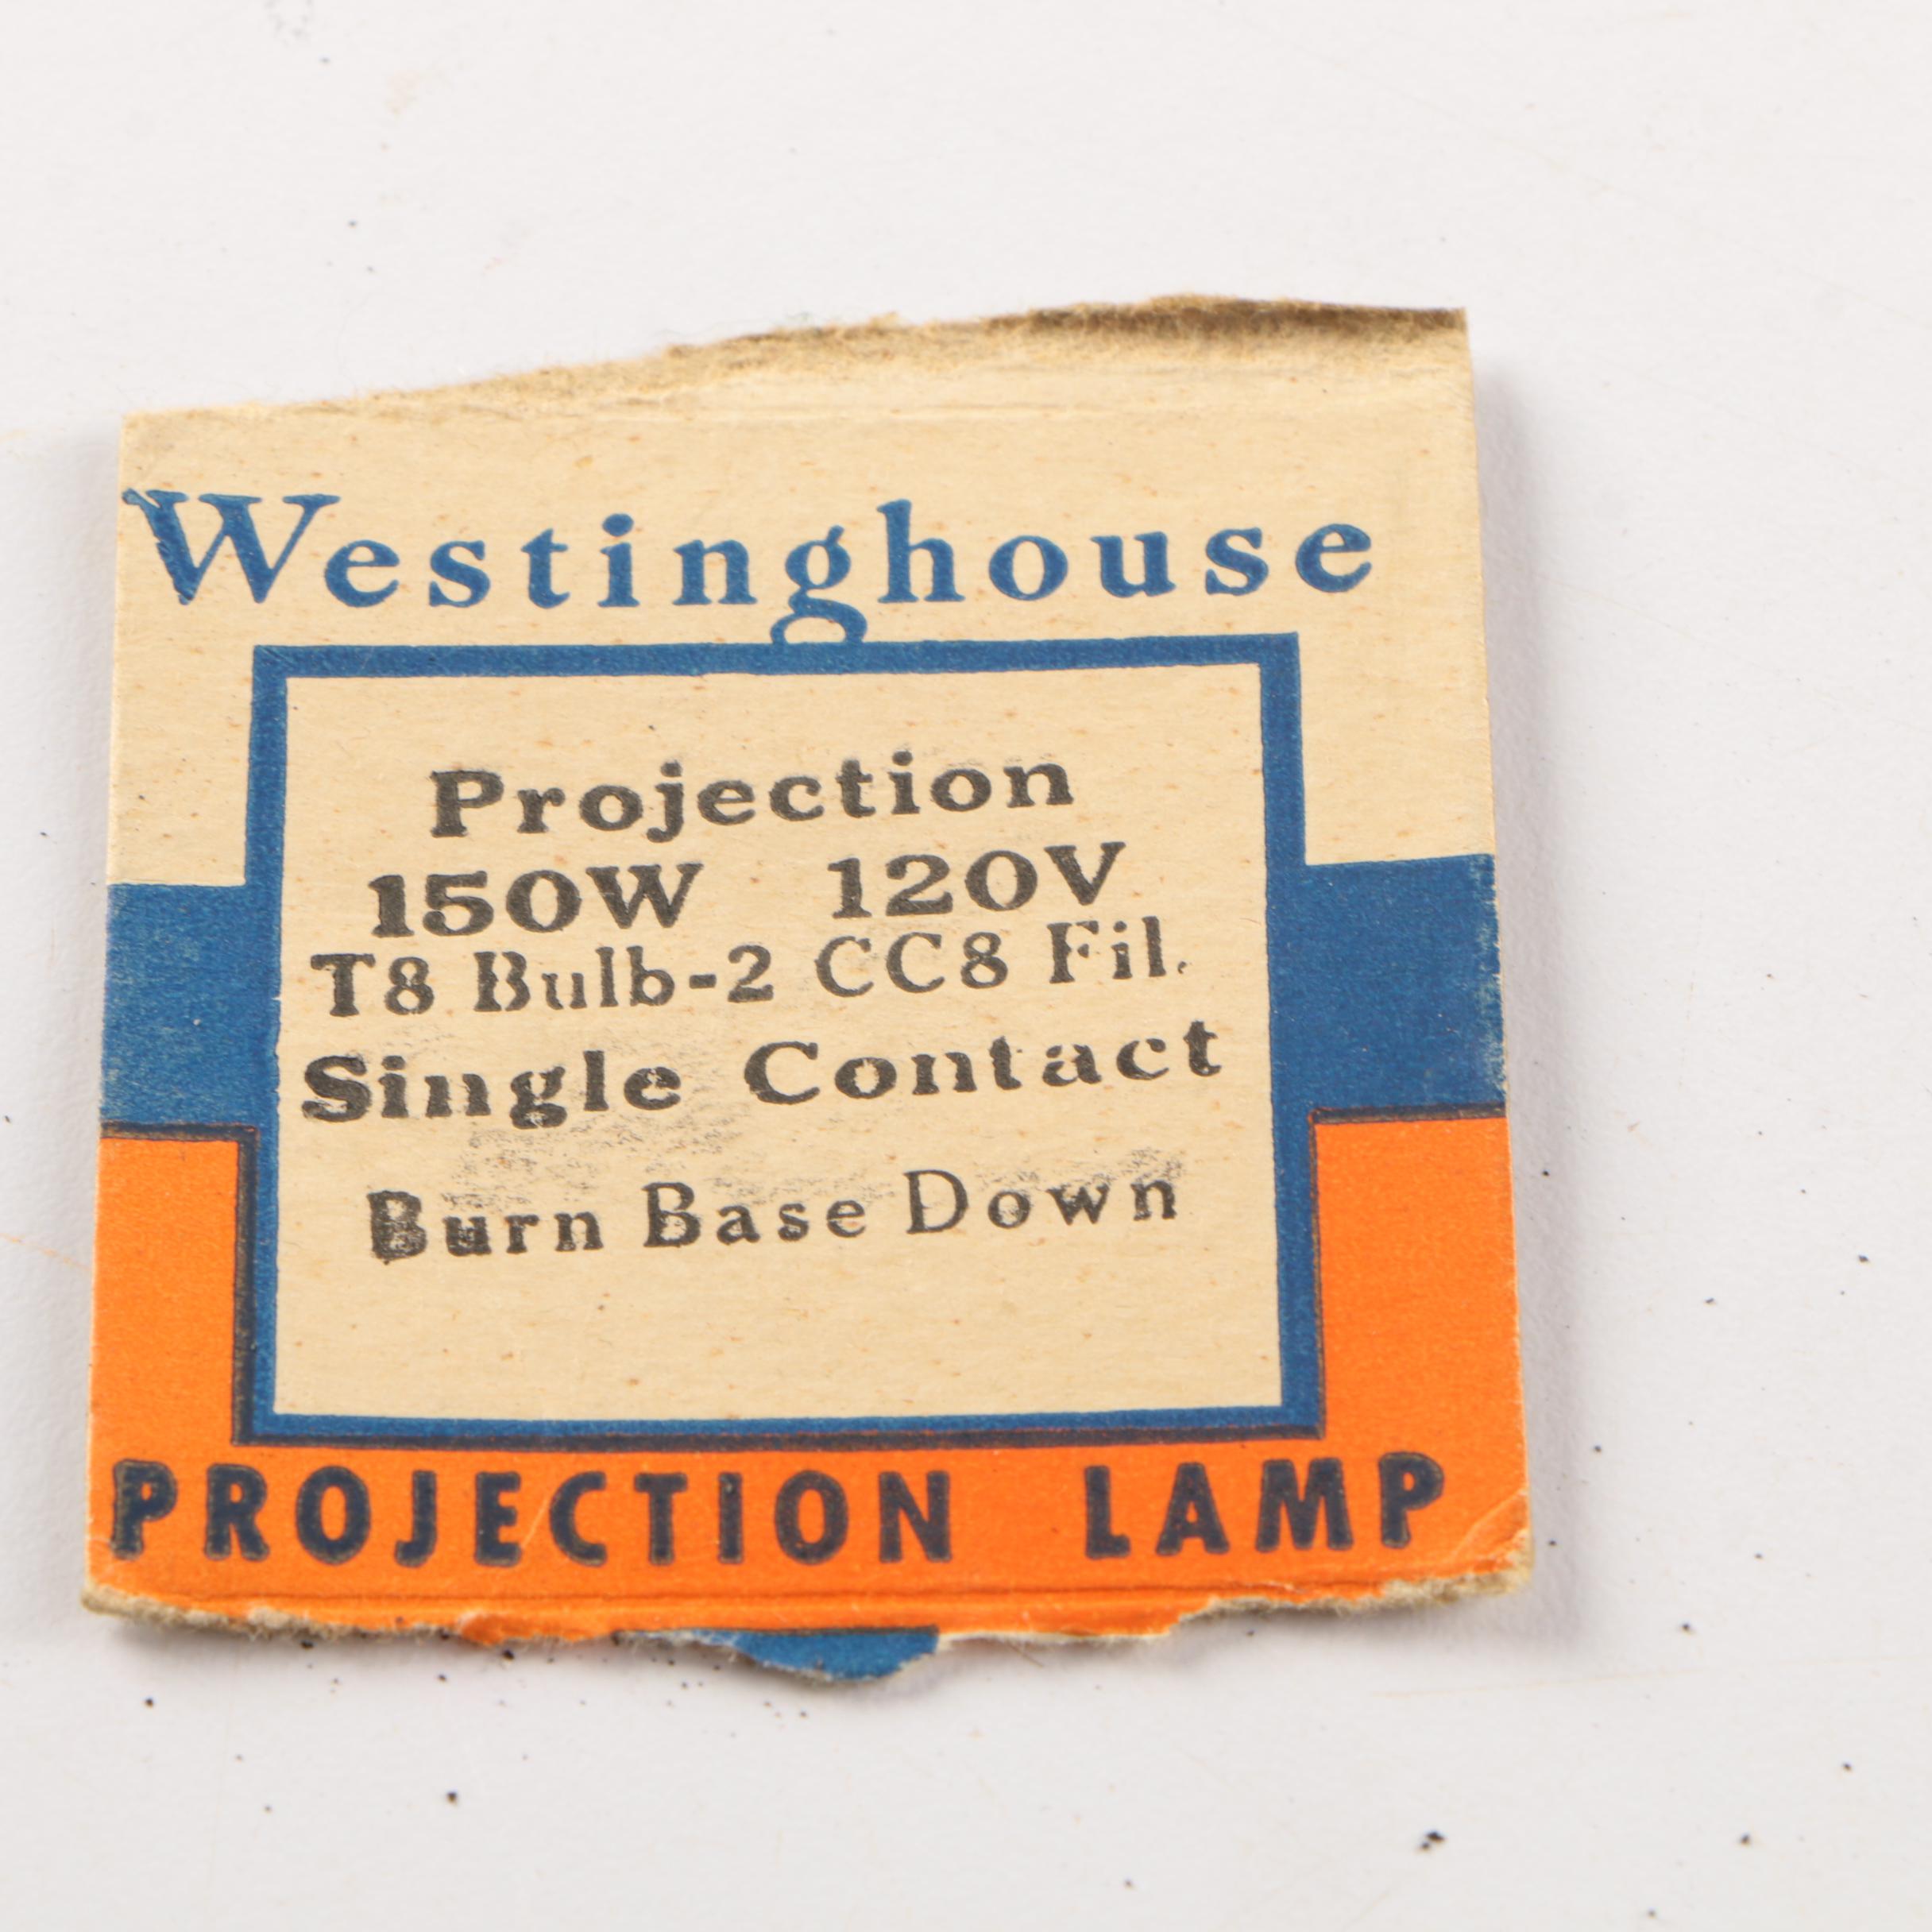 Westinghouse
Projection
150W 120V
T8 Bulb-2 CC8 Fil.
Single Contact
Burn Base Down
PROJECTION LAMP